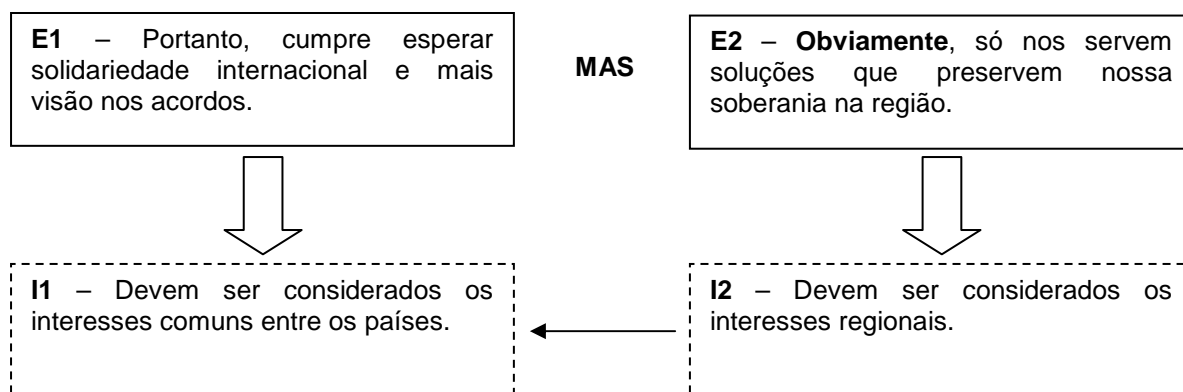 E1 – Portanto, cumpre esperar
solidariedade internacional e mais
visão nos acordos.
MAS
E2 – Obviamente, só nos servem
soluções que preservem nossa
soberania na região.
I1 – Devem ser considerados os
interesses comuns entre os países.
I2 – Devem ser considerados os
interesses regionais.